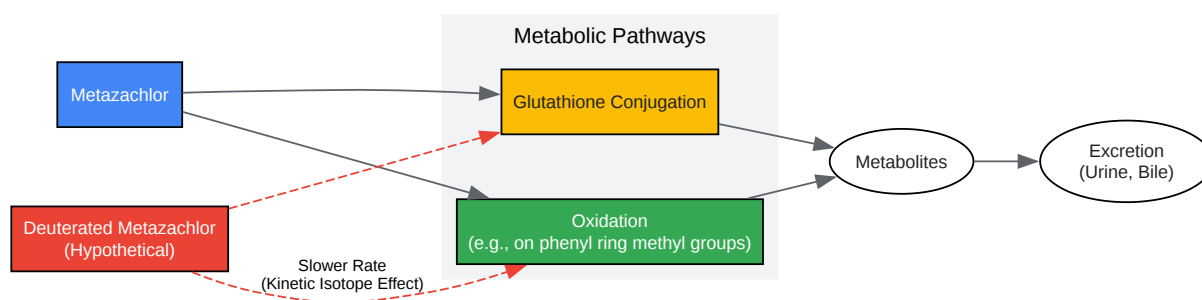 Metabolic Pathways
Metazachlor
Glutathione Conjugation
Metabolites
Excretion
(Urine, Bile)
Deuterated Metazachlor
(Hypothetical)
Oxidation
(e.g., on phenyl ring methyl groups)
Slower Rate
(Kinetic Isotope Effect)